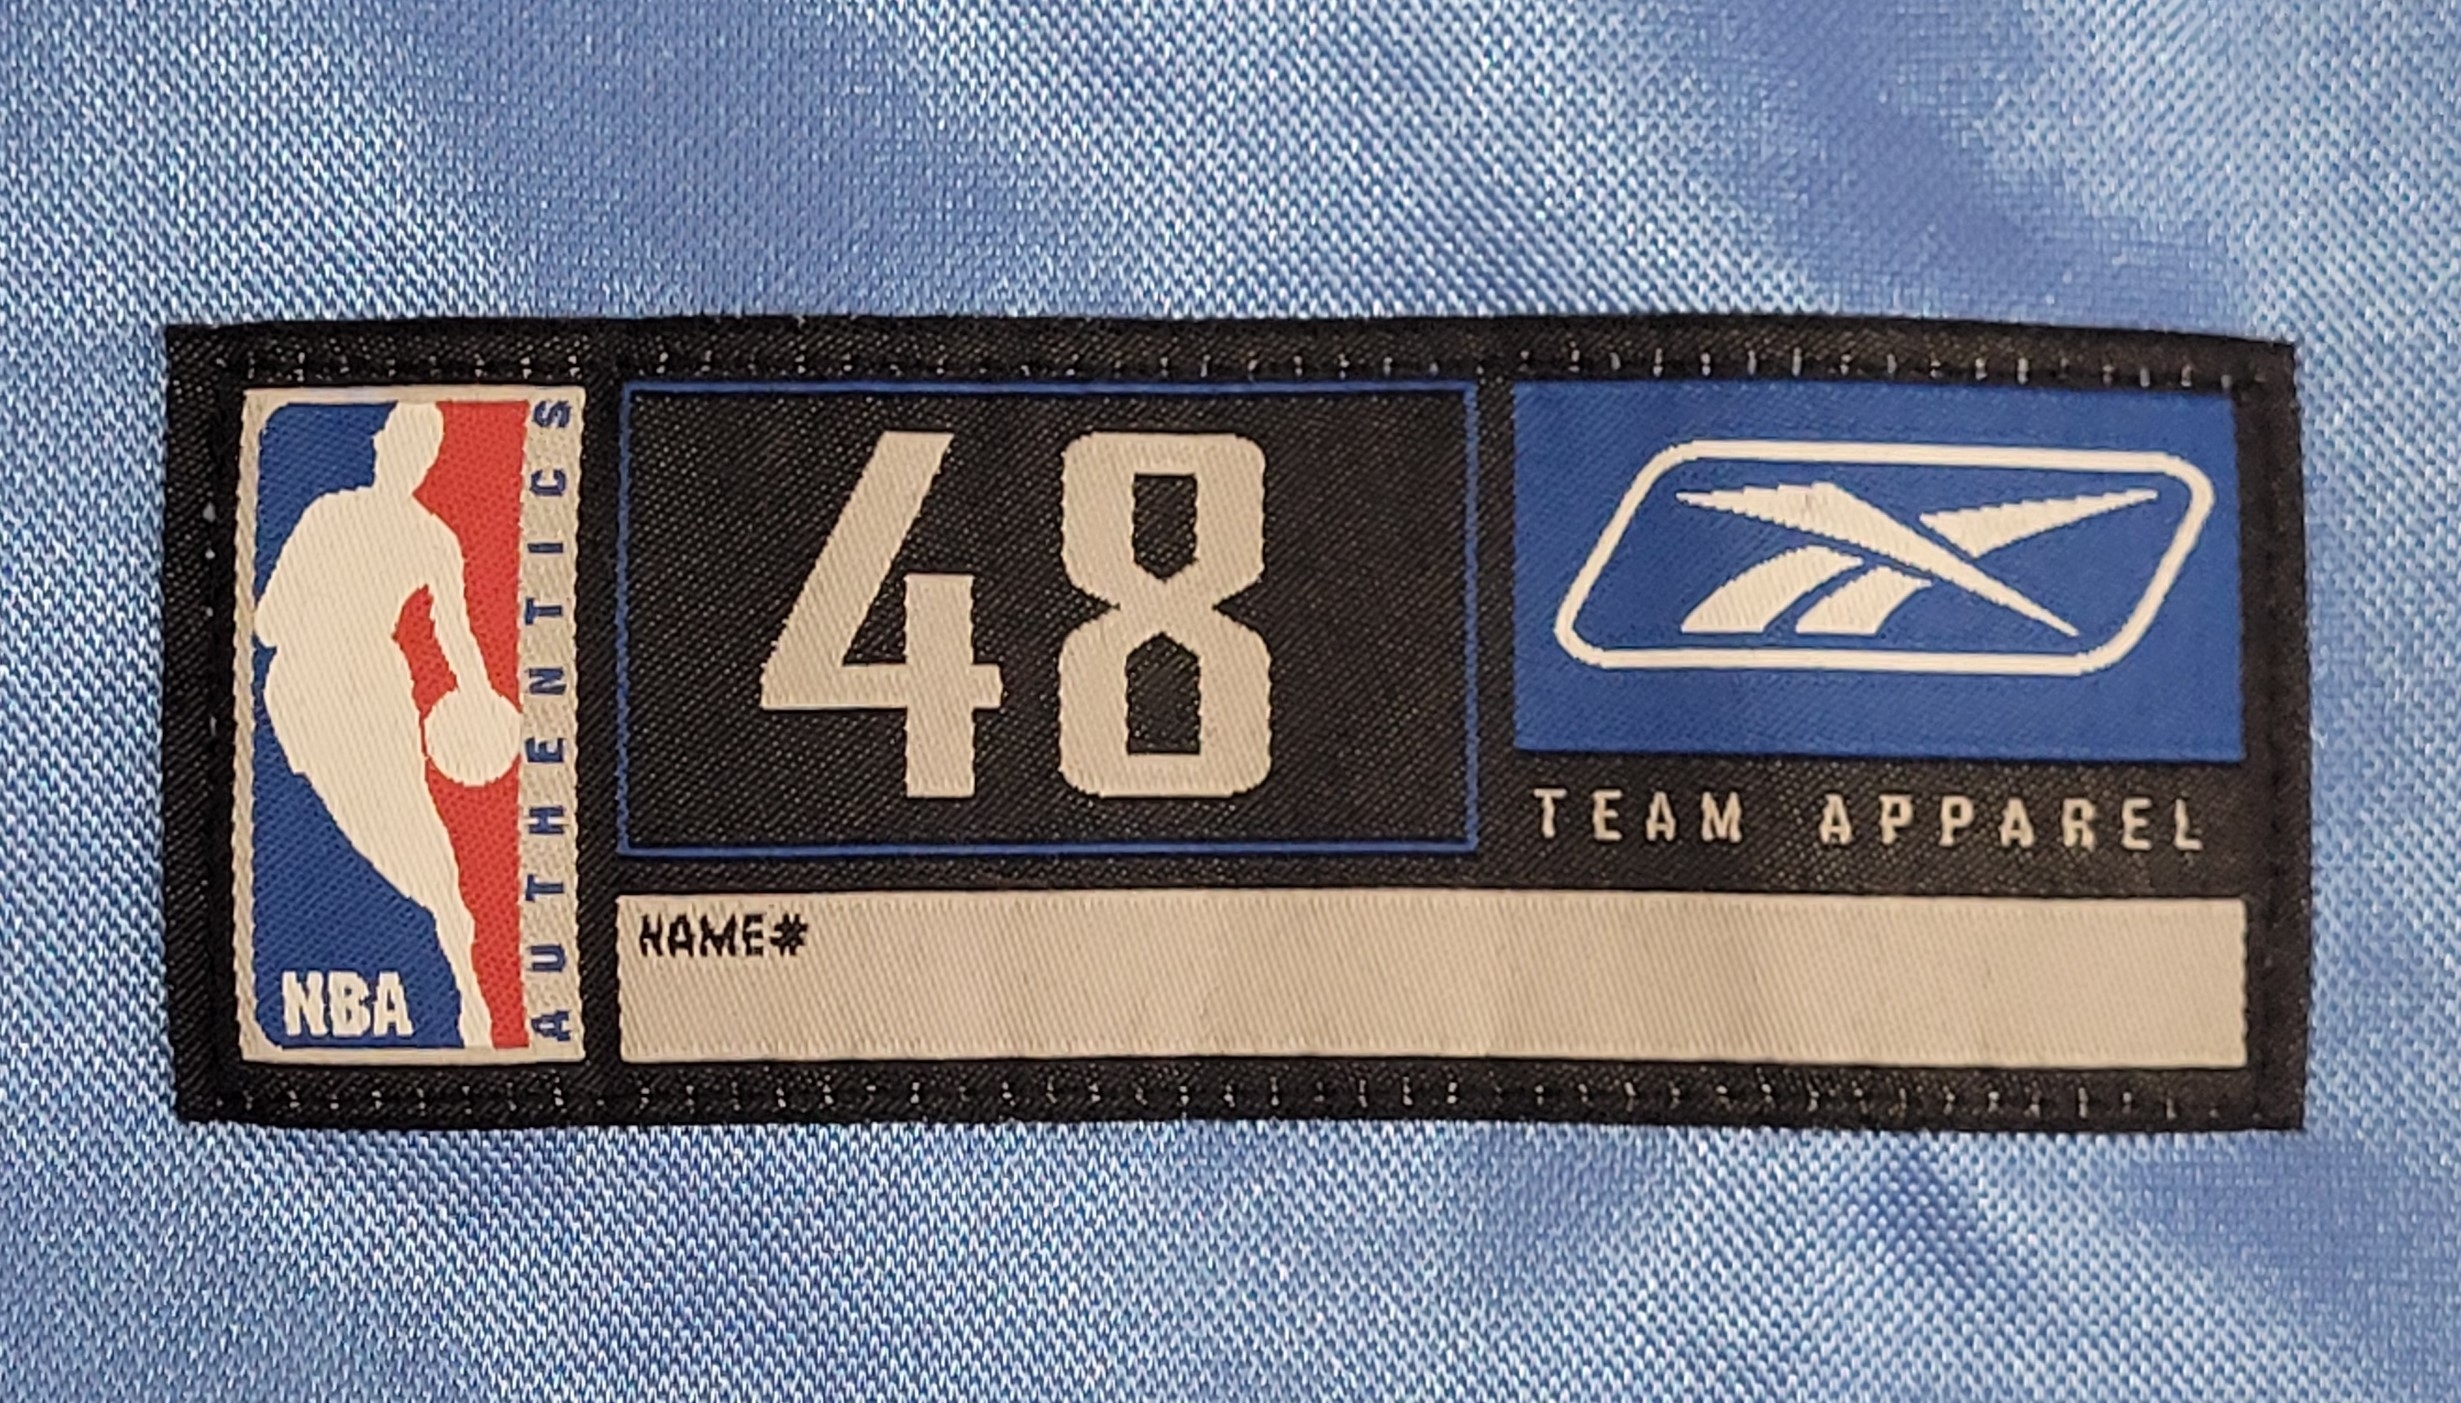 NBA
AUTHENTICS
48
TEAM APPAREL
NAME#